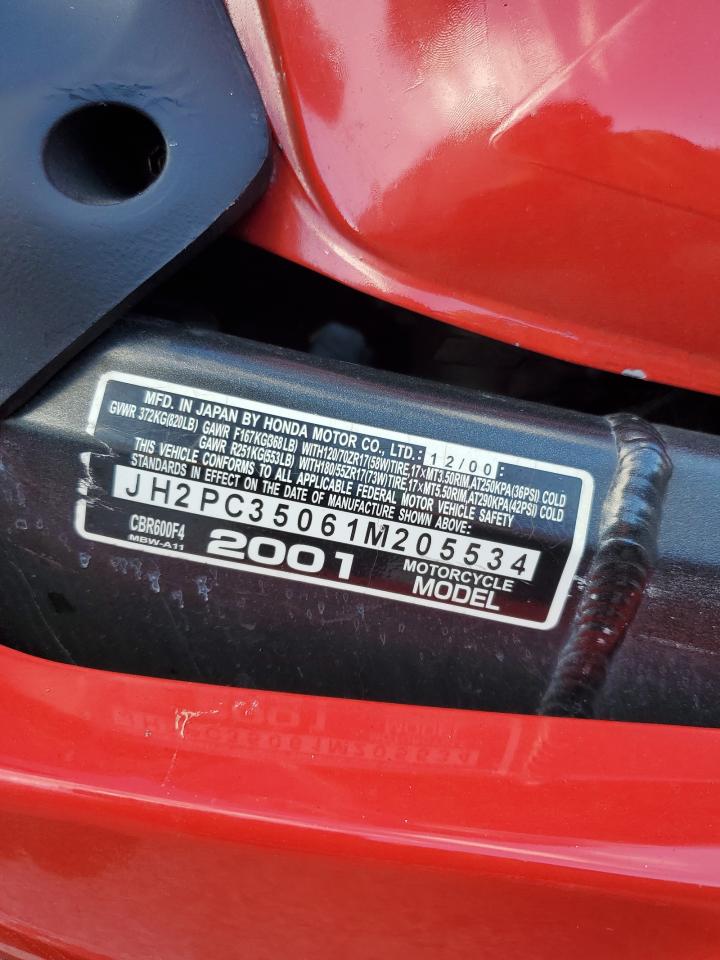 MFD. IN JAPAN BY HONDA MOTOR CO., LTD.: 12/00:
GVWR 372KG(820LB) GAWR F167KG(368LB) WITH120/70ZR17(58W)TIRE,17×MT3.50RIM,AT250KPA(36PSI) COLD
GAWR R251KG(553LB) WITH180/55ZR17(73W)TIRE,17×MT5.50RIM,AT290KPA(42PSI) COLD
THIS VEHICLE CONFORMS TO ALL APPLICABLE FEDERAL MOTOR VEHICLE SAFETY
STANDARDS IN EFFECT ON THE DATE OF MANUFACTURE SHOWN ABOVE:
JH2PC35061M205534
CBR600F4 2001 MOTORCYCLE
MBW-A11 MODEL